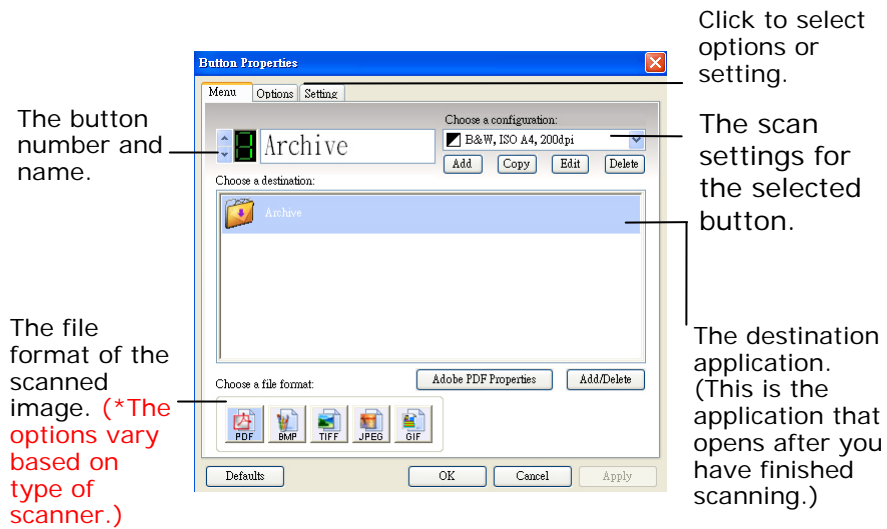 Click to select
options or
setting.
Button Properties
Menu Options Setting
The button
number and
name.
3 Archive
Choose a configuration:
B&W, ISO A4, 200dpi
Add Copy Edit Delete
The scan
settings for
the selected
button.
Choose a destination:
Archive
The file
format of the
scanned
image. (*The
options vary
based on
type of
scanner.)
The destination
application.
(This is the
application that
opens after you
have finished
scanning.)
Choose a file format:
Adobe PDF Properties Add/Delete
PDF BMP TIFF JPEG GIF
Defaults OK Cancel Apply